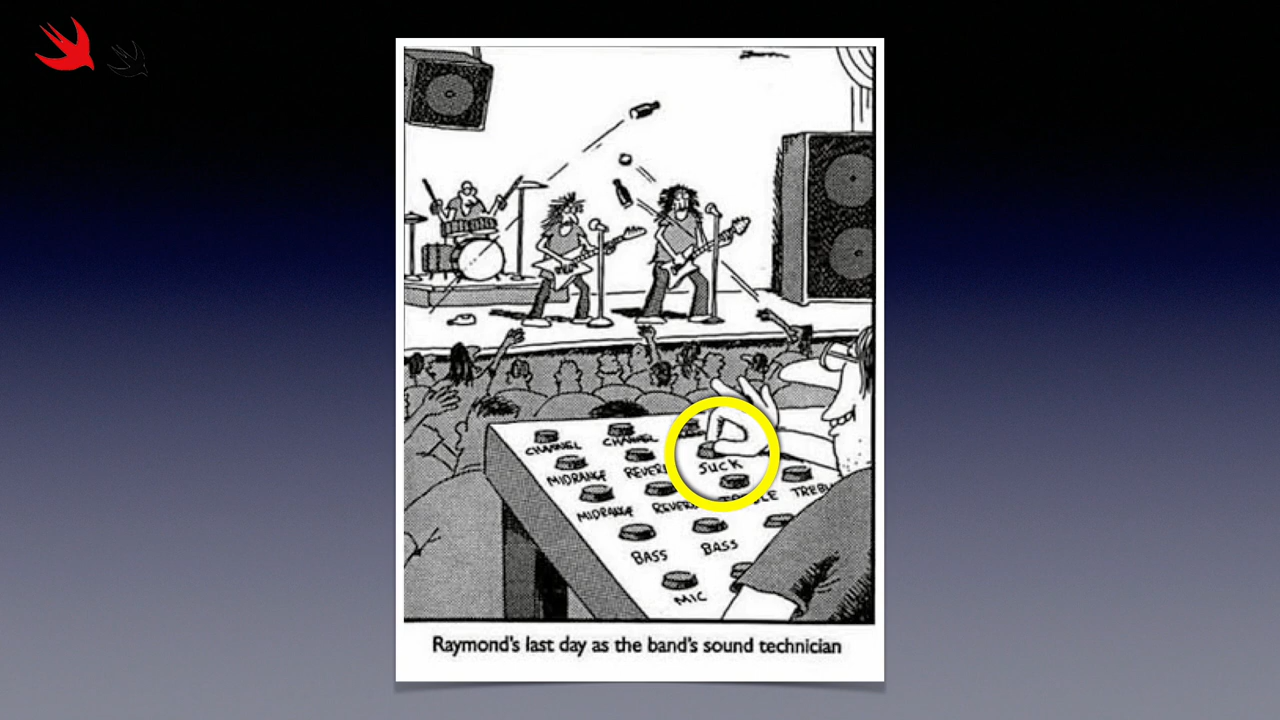 CHANNEL CHANNEL
MIDRANGE REVERB SUCK
MIDRANGE REVERB TREBLE TREBLE
BASS BASS
MIC
Raymond's last day as the band's sound technician